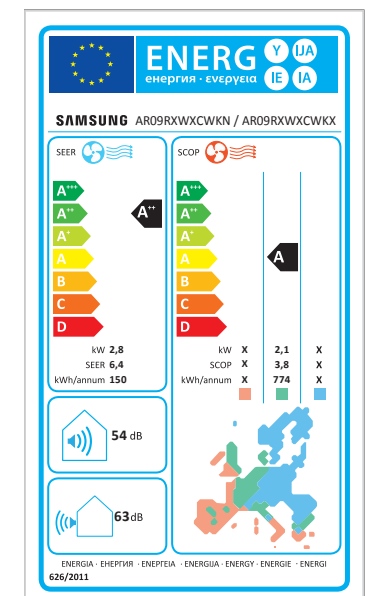 ENERG Y IJA
енергия · ενεργεια IE IA
SAMSUNG AR09RXWXCWKN / AR09RXWXCWKX
SEER
SCOP
A+++
A++
A+
A
B
C
D
A++
A+++
A++
A+
A
B
C
D
A
kW 2,8
SEER 6,4
kWh/annum 150
kW X 2,1 X
SCOP X 3,8 X
kWh/annum X 774 X
54 dB
63 dB
ENERGIA · ЕНЕРГИЯ · ΕΝΕΡΓΕΙΑ · ENERGIJA · ENERGY · ENERGIE · ENERGI
626/2011